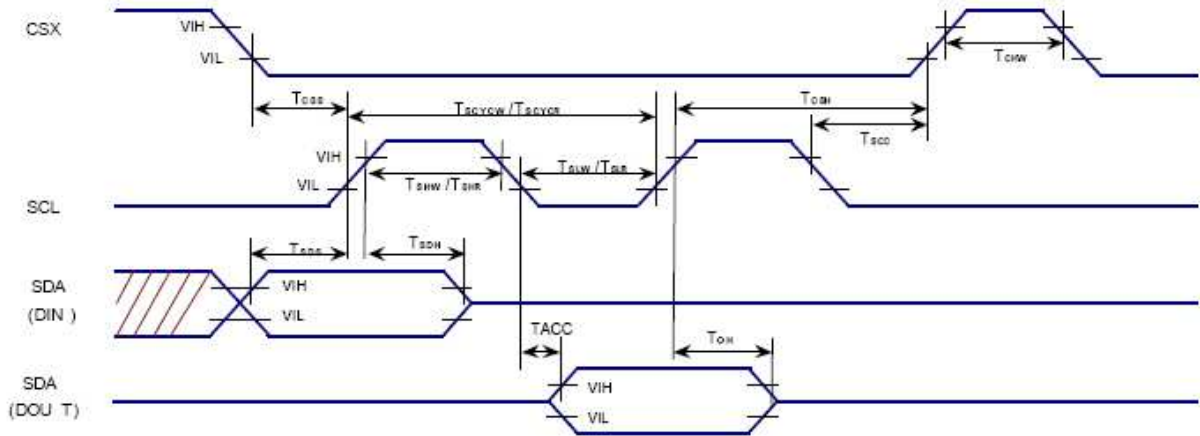 CSX
VIH
VIL
TCHW
TCSS
TSCYCW /TSCYCR
TCSH
TSCC
VIH
VIL
TSHW /TSHR
TSLW /TSLR
SCL
TSDS
TSDH
SDA
(DIN )
VIH
VIL
TACC
TOH
SDA
(DOU T)
VIH
VIL